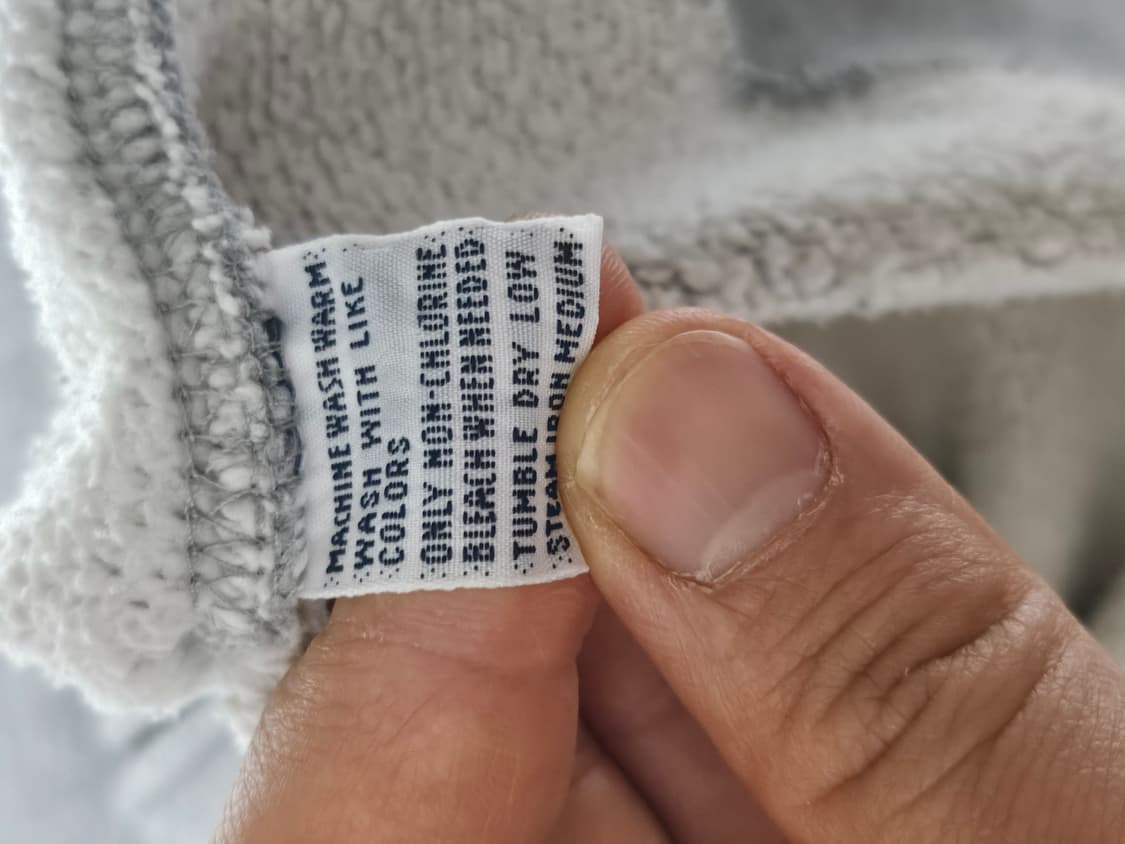 MACHINE WASH WARM
WASH WITH LIKE
COLORS
ONLY NON-CHLORINE
BLEACH WHEN NEEDED
TUMBLE DRY LOW
STEAM IRON MEDIUM